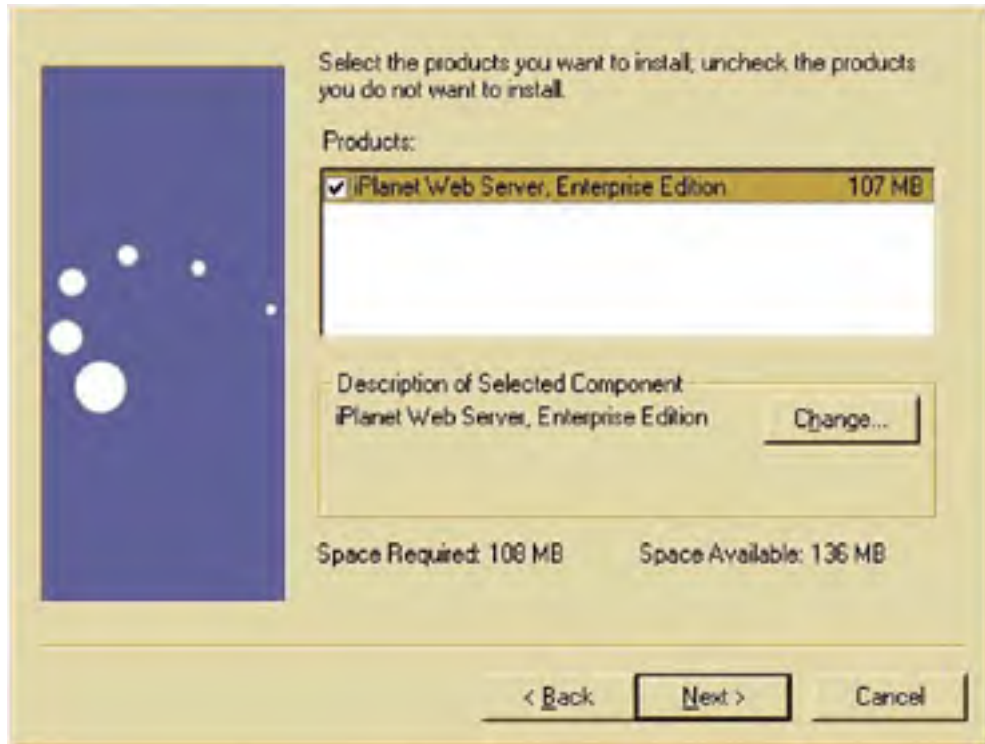 Select the products you want to install; uncheck the products
you do not want to install.
Products:
iPlanet Web Server, Enterprise Edition 107 MB
Description of Selected Component
iPlanet Web Server, Enterprise Edition
Change...
Space Required: 108 MB Space Available: 136 MB
< Back Next > Cancel